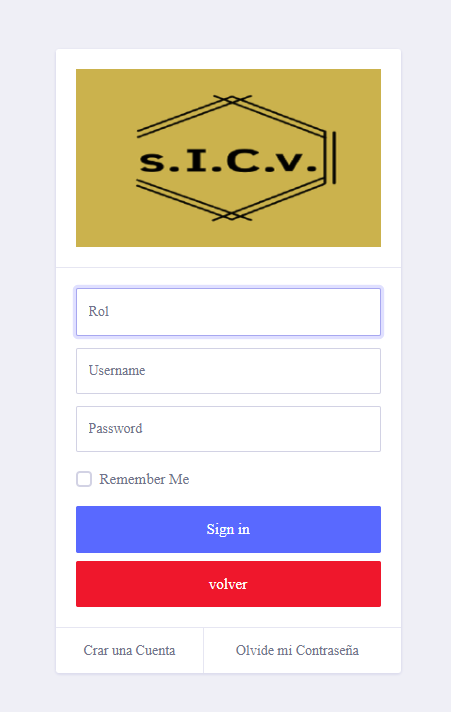 s.I.C.v.
Rol
Username
Password
Remember Me
Sign in
volver
Crar una Cuenta
Olvide mi Contraseña